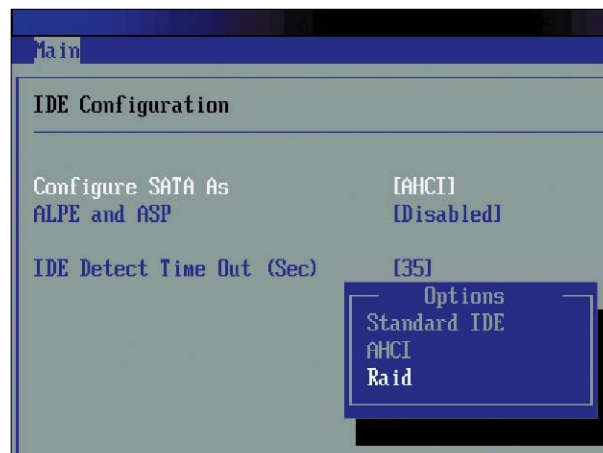 Main
IDE Configuration
Configure SATA As [AHCI]
ALPE and ASP [Disabled]
IDE Detect Time Out (Sec) [35]
Options
Standard IDE
AHCI
Raid